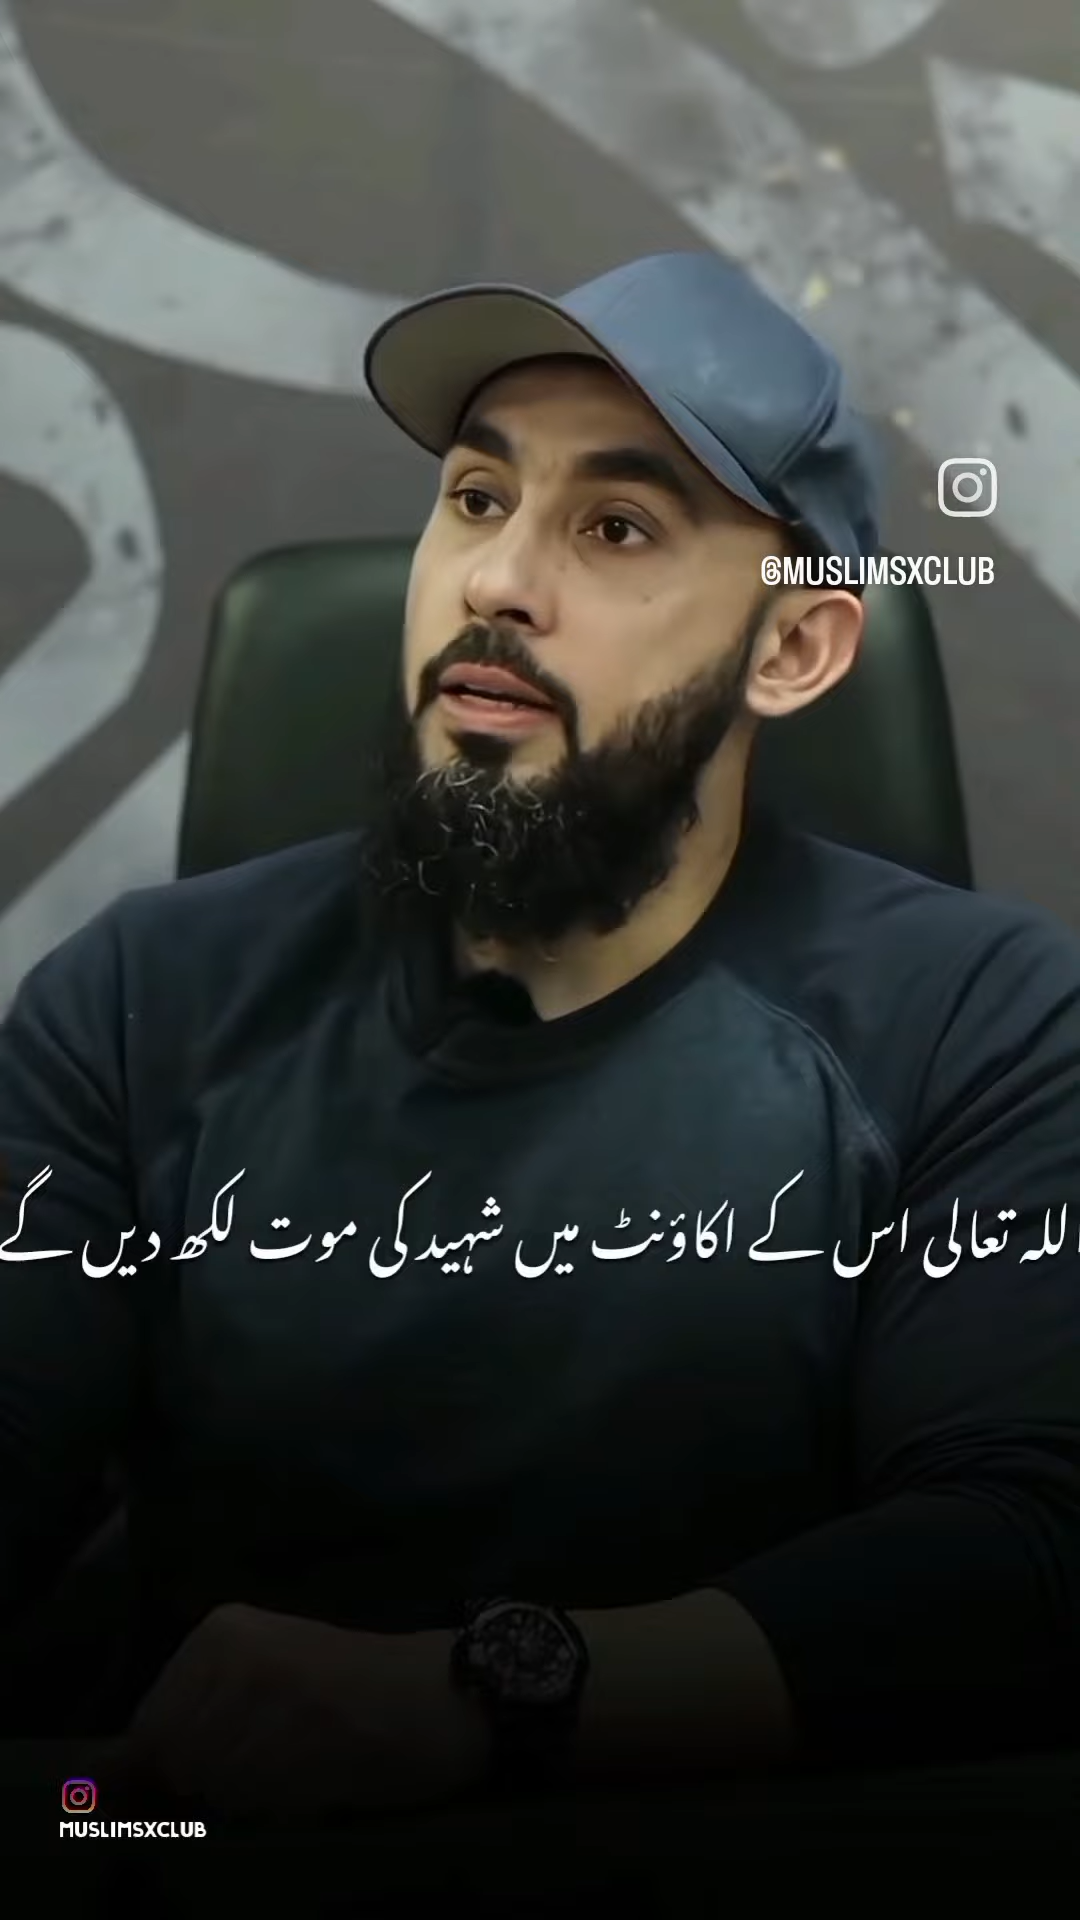 @MUSLIMSXCLUB
اللہ تعالی اس کے اکاؤنٹ میں شہید کی موت لکھ دیں گے
MUSLIMSXCLUB